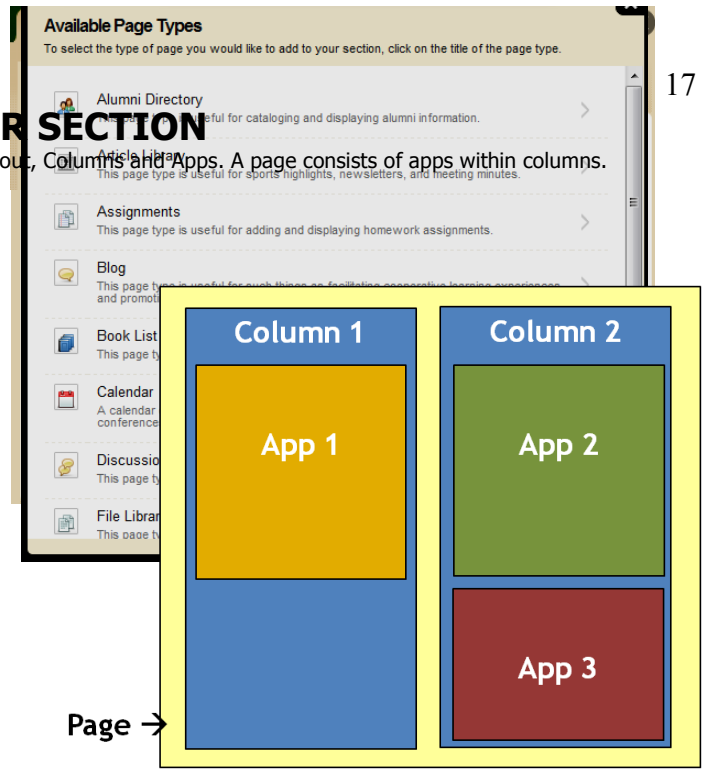 Available Page Types
To select the type of page you would like to add to your section, click on the title of the page type.
17
Alumni Directory
This page type is useful for cataloging and displaying alumni information.
R SECTION
out, Columns and Apps. A page consists of apps within columns.
Article Library
This page type is useful for sports highlights, newsletters, and meeting minutes.
Assignments
This page type is useful for adding and displaying homework assignments.
Blog
This page type is useful for such things as facilitating cooperative learning experiences
and promoti
Book List
This page ty
Calendar
A calendar
conference
Discussio
This page ty
File Librar
This page ty
Column 1
Column 2
App 1
App 2
App 3
Page →